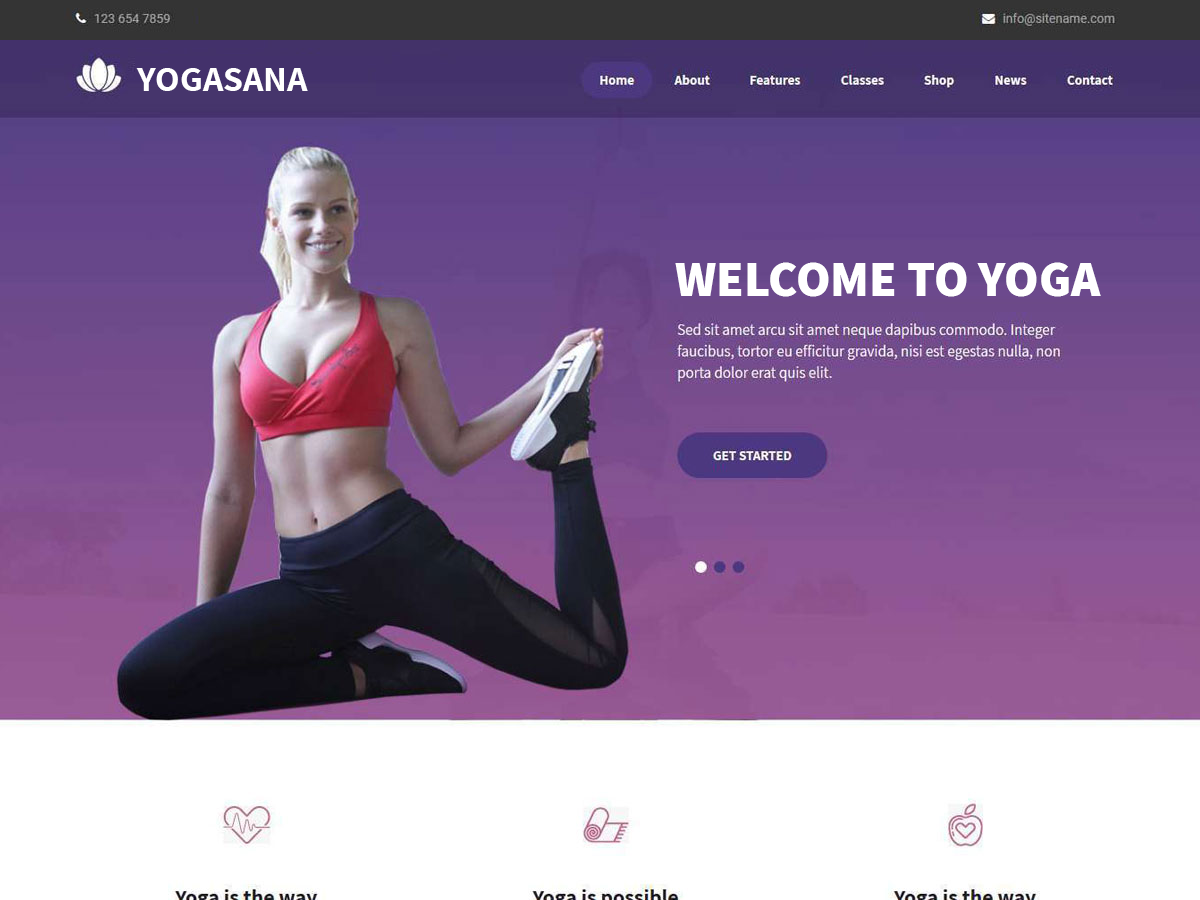 123 654 7859
info@sitename.com
YOGASANA
Home
About
Features
Classes
Shop
News
Contact
WELCOME TO YOGA
Sed sit amet arcu sit amet neque dapibus commodo. Integer
faucibus, tortor eu efficitur gravida, nisi est egestas nulla, non
porta dolor erat quis elit.
GET STARTED
Yoga is the way
Yoga is possible
Yoga is the way